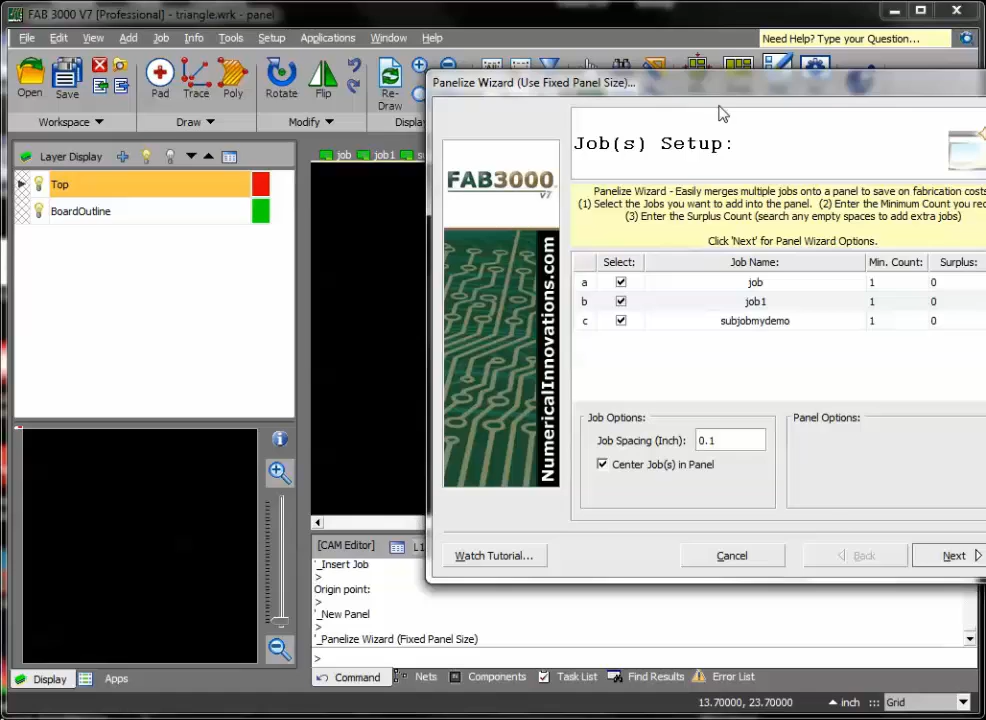 FAB 3000 V7 [Professional] - triangle.wrk - panel
File Edit View Add Job Info Tools Setup Applications Window Help
Need Help? Type your Question...
Open Save Pad Trace Poly Rotate Flip Re-Draw
Workspace Draw Modify Displa
Panelize Wizard (Use Fixed Panel Size)...
Layer Display
job job1 su
Top
BoardOutline
FAB3000 V7
NumericalInnovations.com
Job(s) Setup:
Panelize Wizard - Easily merges multiple jobs onto a panel to save on fabrication costs
(1) Select the Jobs you want to add into the panel. (2) Enter the Minimum Count you rec
(3) Enter the Surplus Count (search any empty spaces to add extra jobs)
Click 'Next' for Panel Wizard Options.
Select: Job Name: Min. Count: Surplus:
a job 1 0
b job1 1 0
c subjobmydemo 1 0
Job Options:
Panel Options:
Job Spacing (Inch): 0.1
Center Job(s) in Panel
Watch Tutorial... Cancel Back Next
[CAM Editor] L1
'_Insert Job
>
Origin point:
>
'_New Panel
>
'_Panelize Wizard (Fixed Panel Size)
>
Display Apps
Command Nets Components Task List Find Results Error List
13.70000, 23.70000 inch Grid